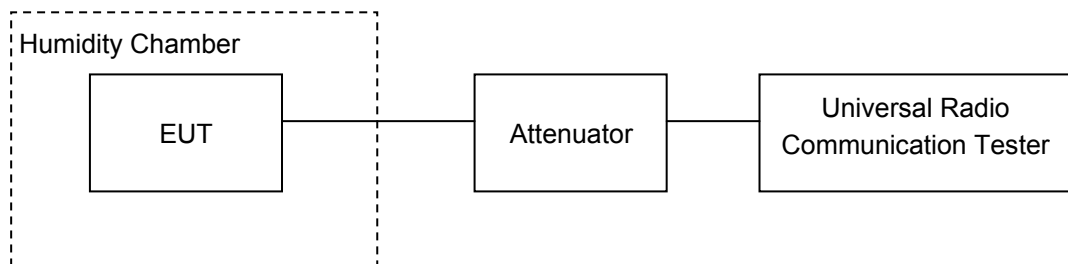 Humidity Chamber
EUT
Attenuator
Universal Radio
Communication Tester